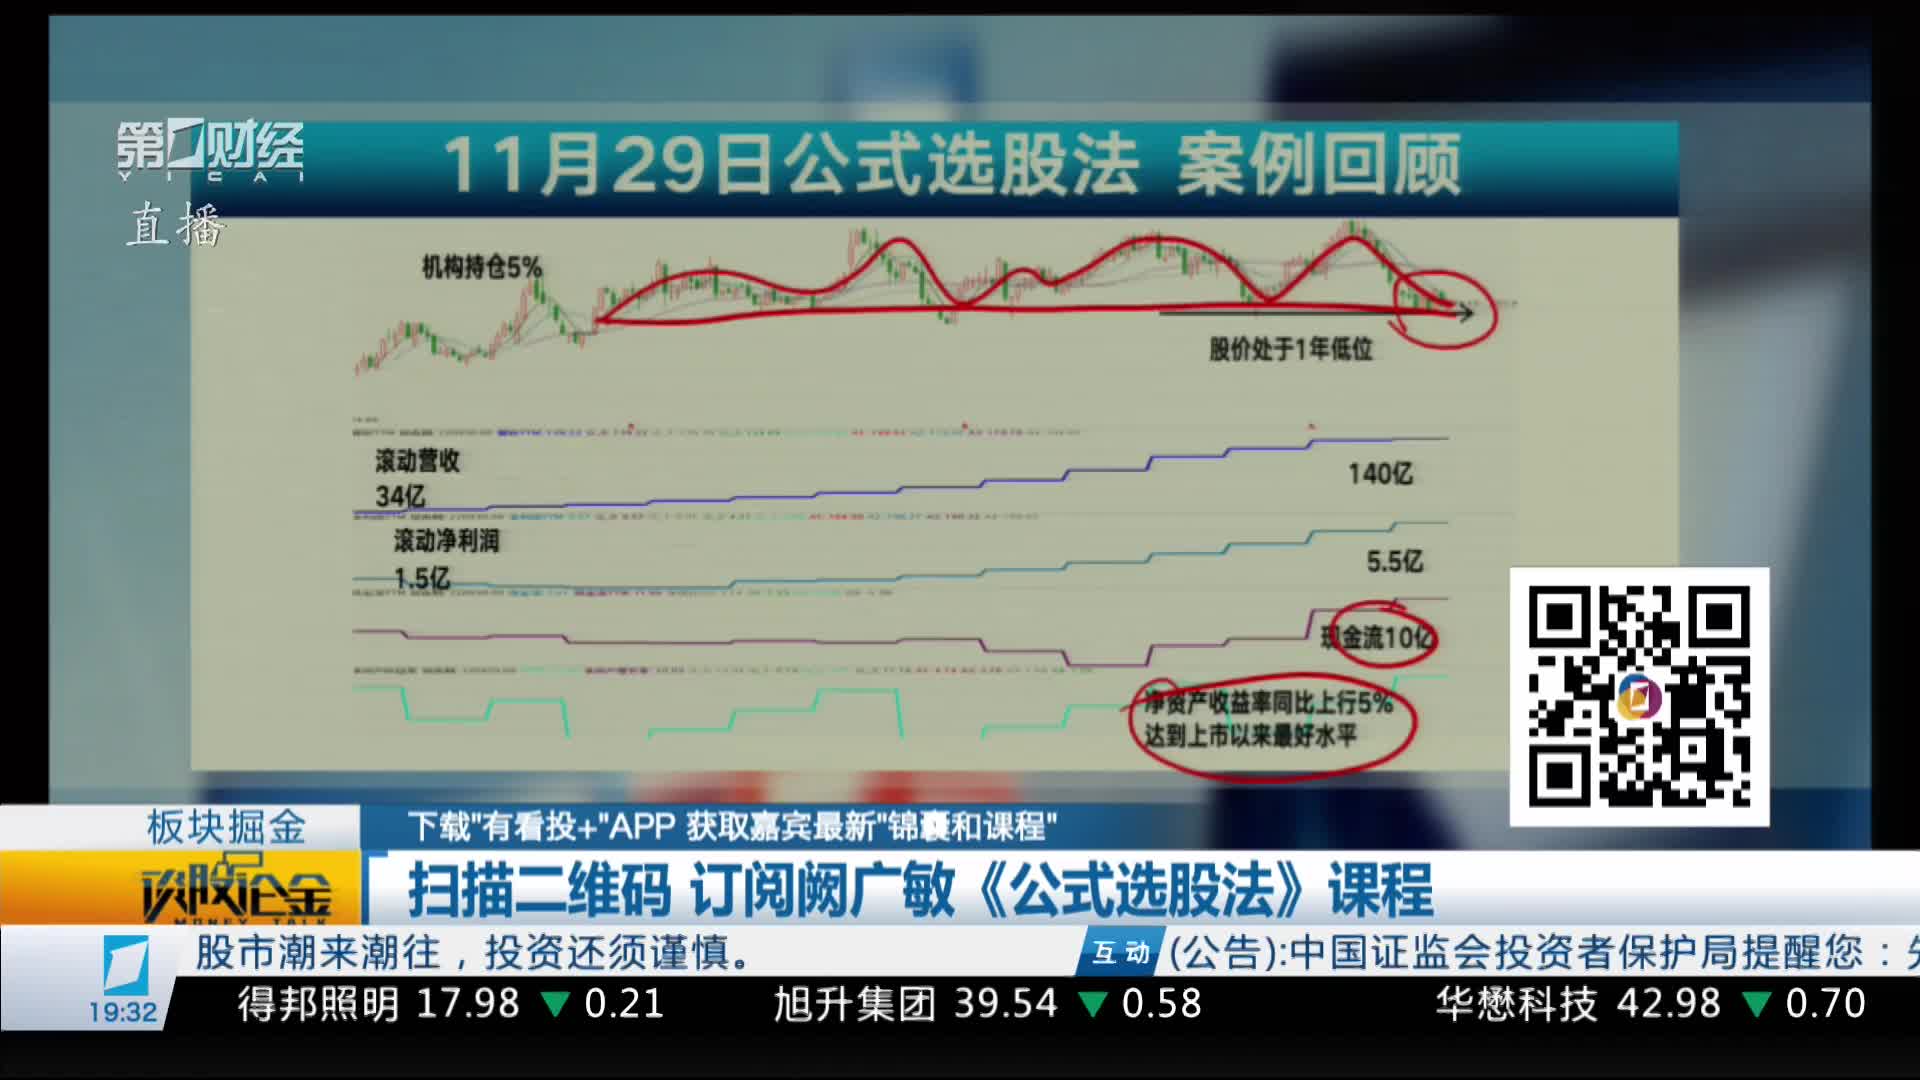 第1财经
YICAI
直播
11月29日公式选股法 案例回顾
机构持仓5%
股价处于1年低位
滚动营收
34亿
140亿
滚动净利润
1.5亿
5.5亿
现金流10亿
净资产收益率同比上行5%
达到上市以来最好水平
板块掘金
下载"有看投+"APP 获取嘉宾最新"锦囊和课程"
谈股论金
MONEY TALK
扫描二维码 订阅阙广敏《公式选股法》课程
股市潮来潮往，投资还须谨慎。
互动
(公告):中国证监会投资者保护局提醒您：
19:32
得邦照明 17.98 ▼ 0.21 旭升集团 39.54 ▼ 0.58 华懋科技 42.98 ▼ 0.70